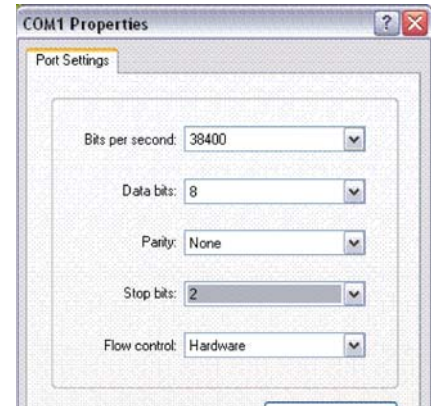 COM1 Properties
Port Settings
Bits per second: 38400
Data bits: 8
Parity: None
Stop bits: 2
Flow control: Hardware